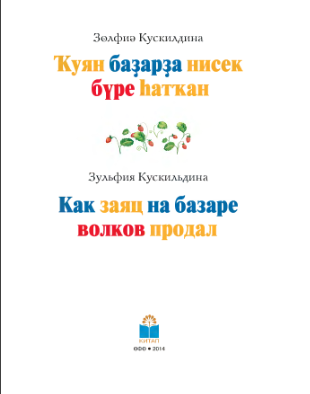 Зөлфиә Кускилдина
Ҡуян баҙарҙа нисек
бүре һатҡан
Зульфия Кускильдина
Как заяц на базаре
волков продал
КИТАП
ӨФӨ • 2014